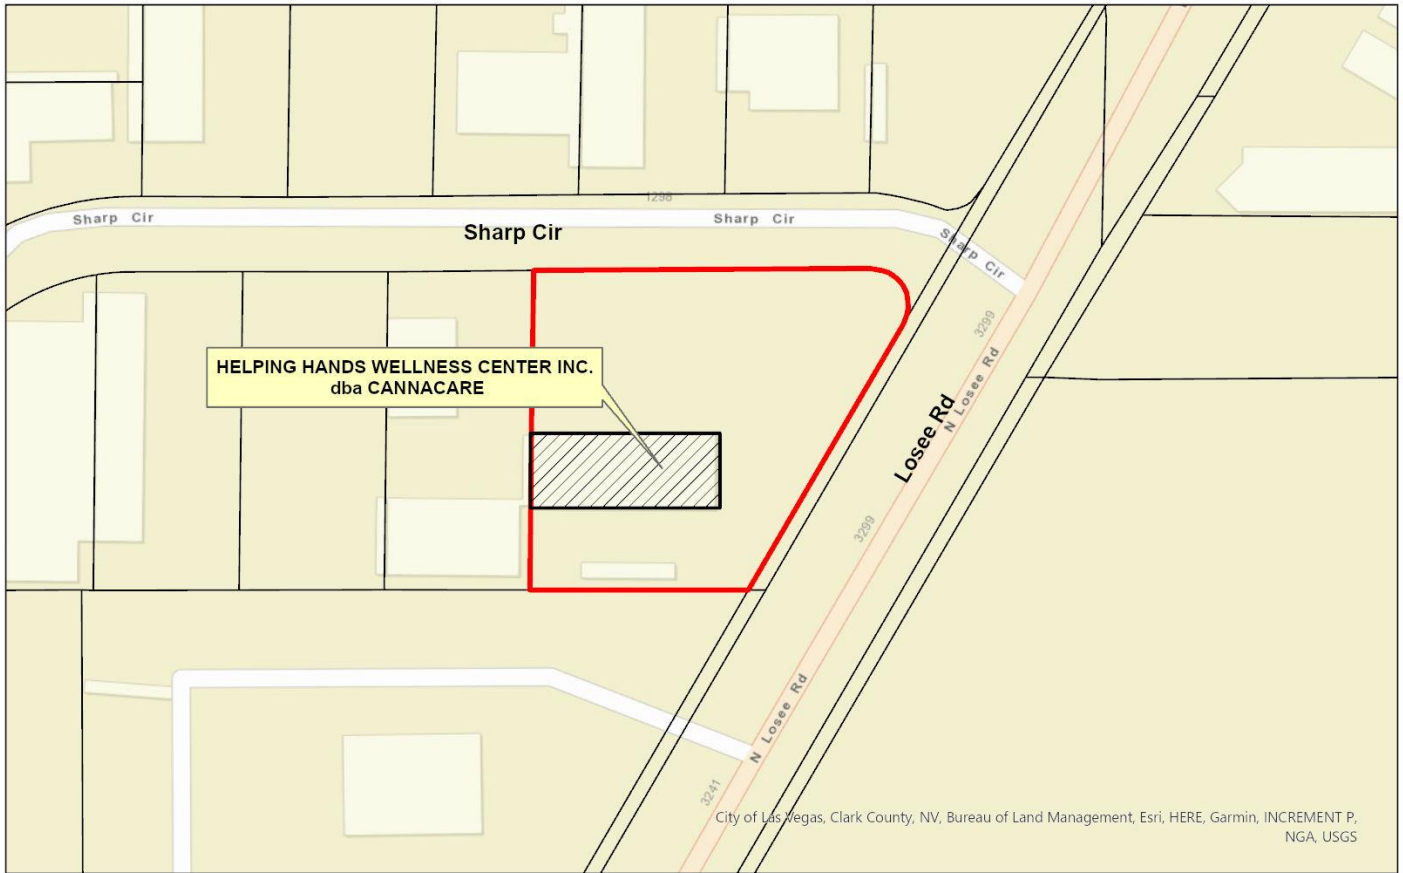 1298
Sharp Cir
Sharp Cir
Sharp Cir
Sharp Cir
3299
HELPING HANDS WELLNESS CENTER INC.
dba CANNACARE
N Losee Rd
Losee Rd
3299
N Losee Rd
3241
City of Las Vegas, Clark County, NV, Bureau of Land Management, Esri, HERE, Garmin, INCREMENT P,
NGA, USGS